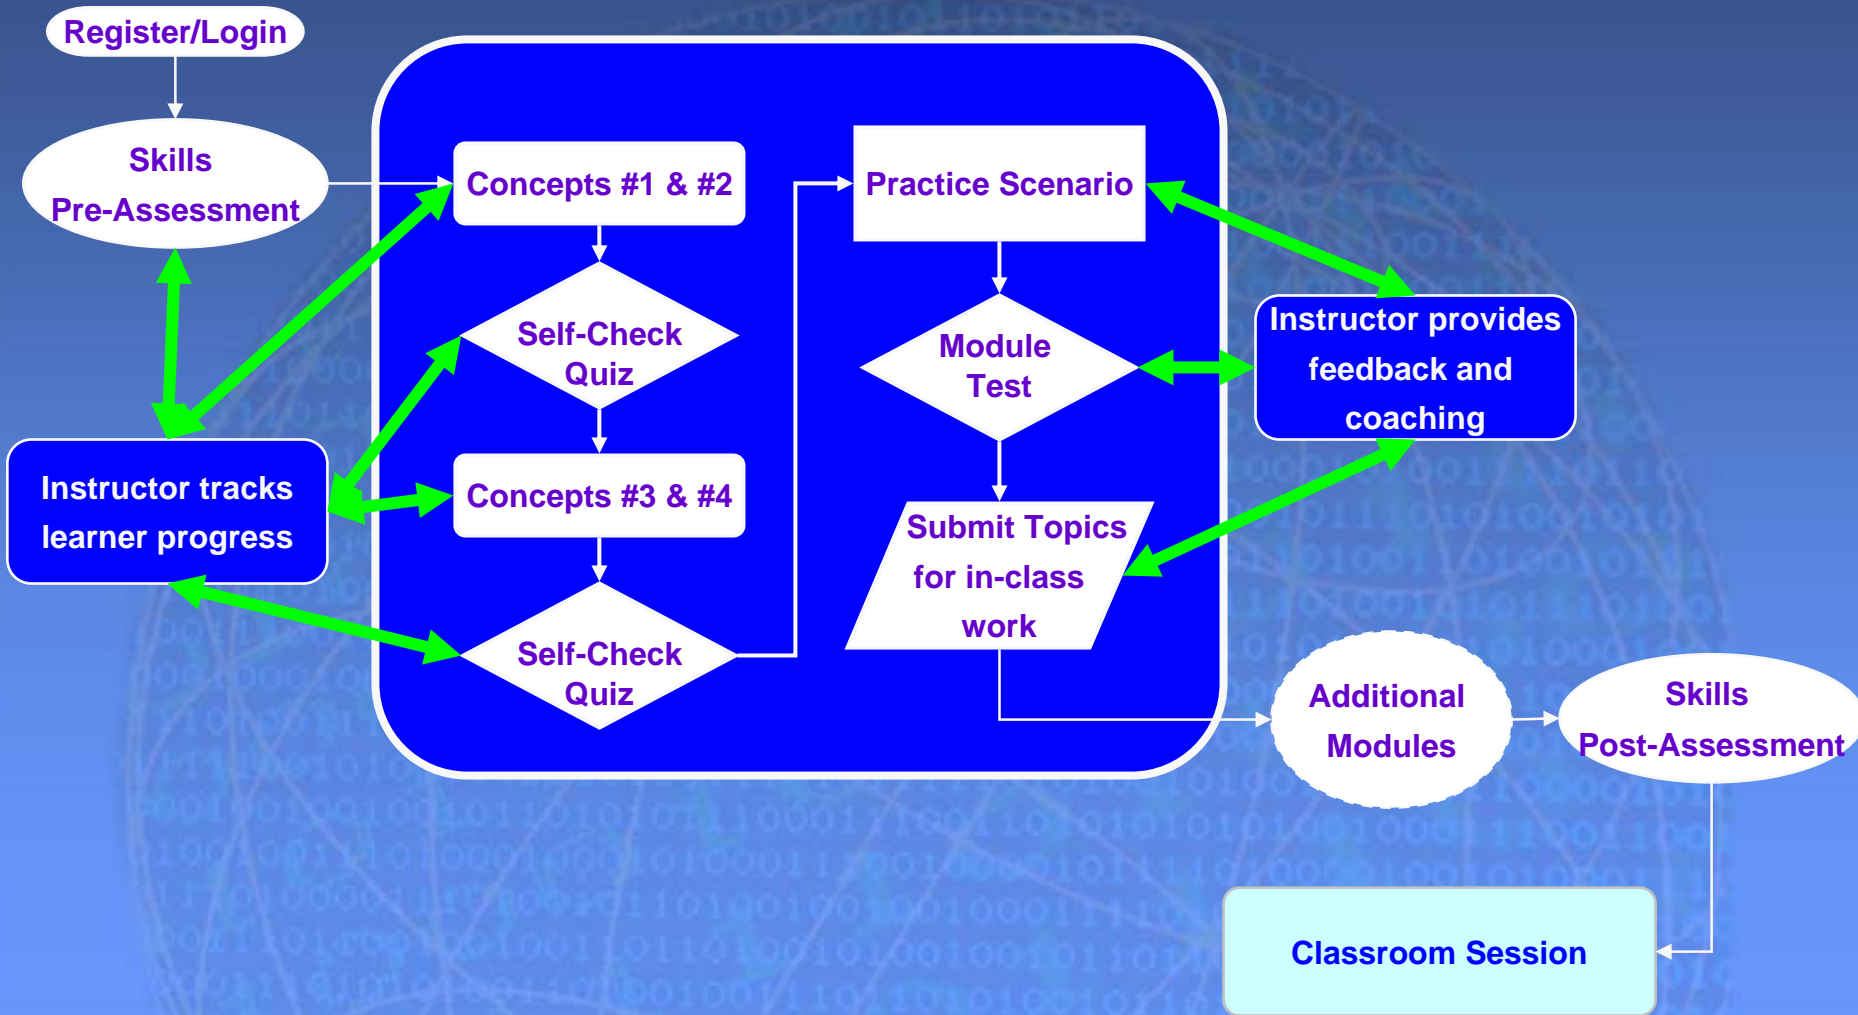 Register/Login
Skills
Pre-Assessment
Concepts #1 & #2
Self-Check
Quiz
Concepts #3 & #4
Self-Check
Quiz
Instructor tracks
learner progress
Practice Scenario
Module
Test
Submit Topics
for in-class
work
Instructor provides
feedback and
coaching
Additional
Modules
Skills
Post-Assessment
Classroom Session